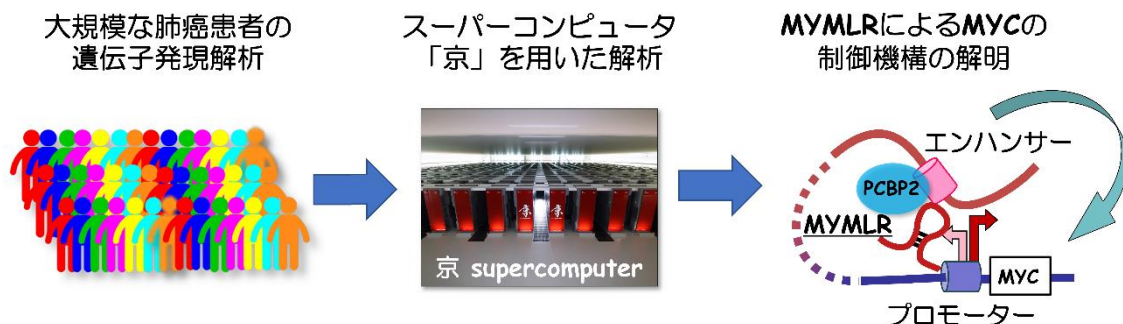 大規模な肺癌患者の
遺伝子発現解析
スーパーコンピュータ
「京」を用いた解析
京
京
京 supercomputer
MYMLRによるMYCの
制御機構の解明
エンハンサー
PCBP2
MYMLR
MYC
プロモーター